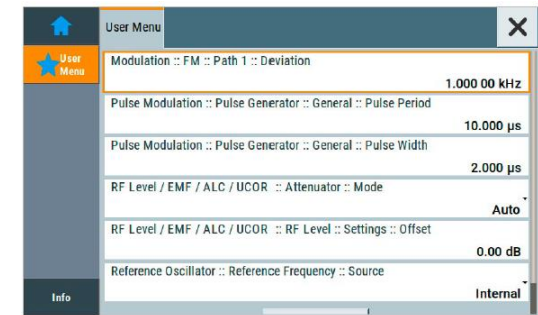 User Menu
User
Menu
Modulation :: FM :: Path 1 :: Deviation
1.000 00 kHz
Pulse Modulation :: Pulse Generator :: General :: Pulse Period
10.000 µs
Pulse Modulation :: Pulse Generator :: General :: Pulse Width
2.000 µs
RF Level / EMF / ALC / UCOR :: Attenuator :: Mode
Auto
RF Level / EMF / ALC / UCOR :: RF Level :: Settings :: Offset
0.00 dB
Reference Oscillator :: Reference Frequency :: Source
Internal
Info